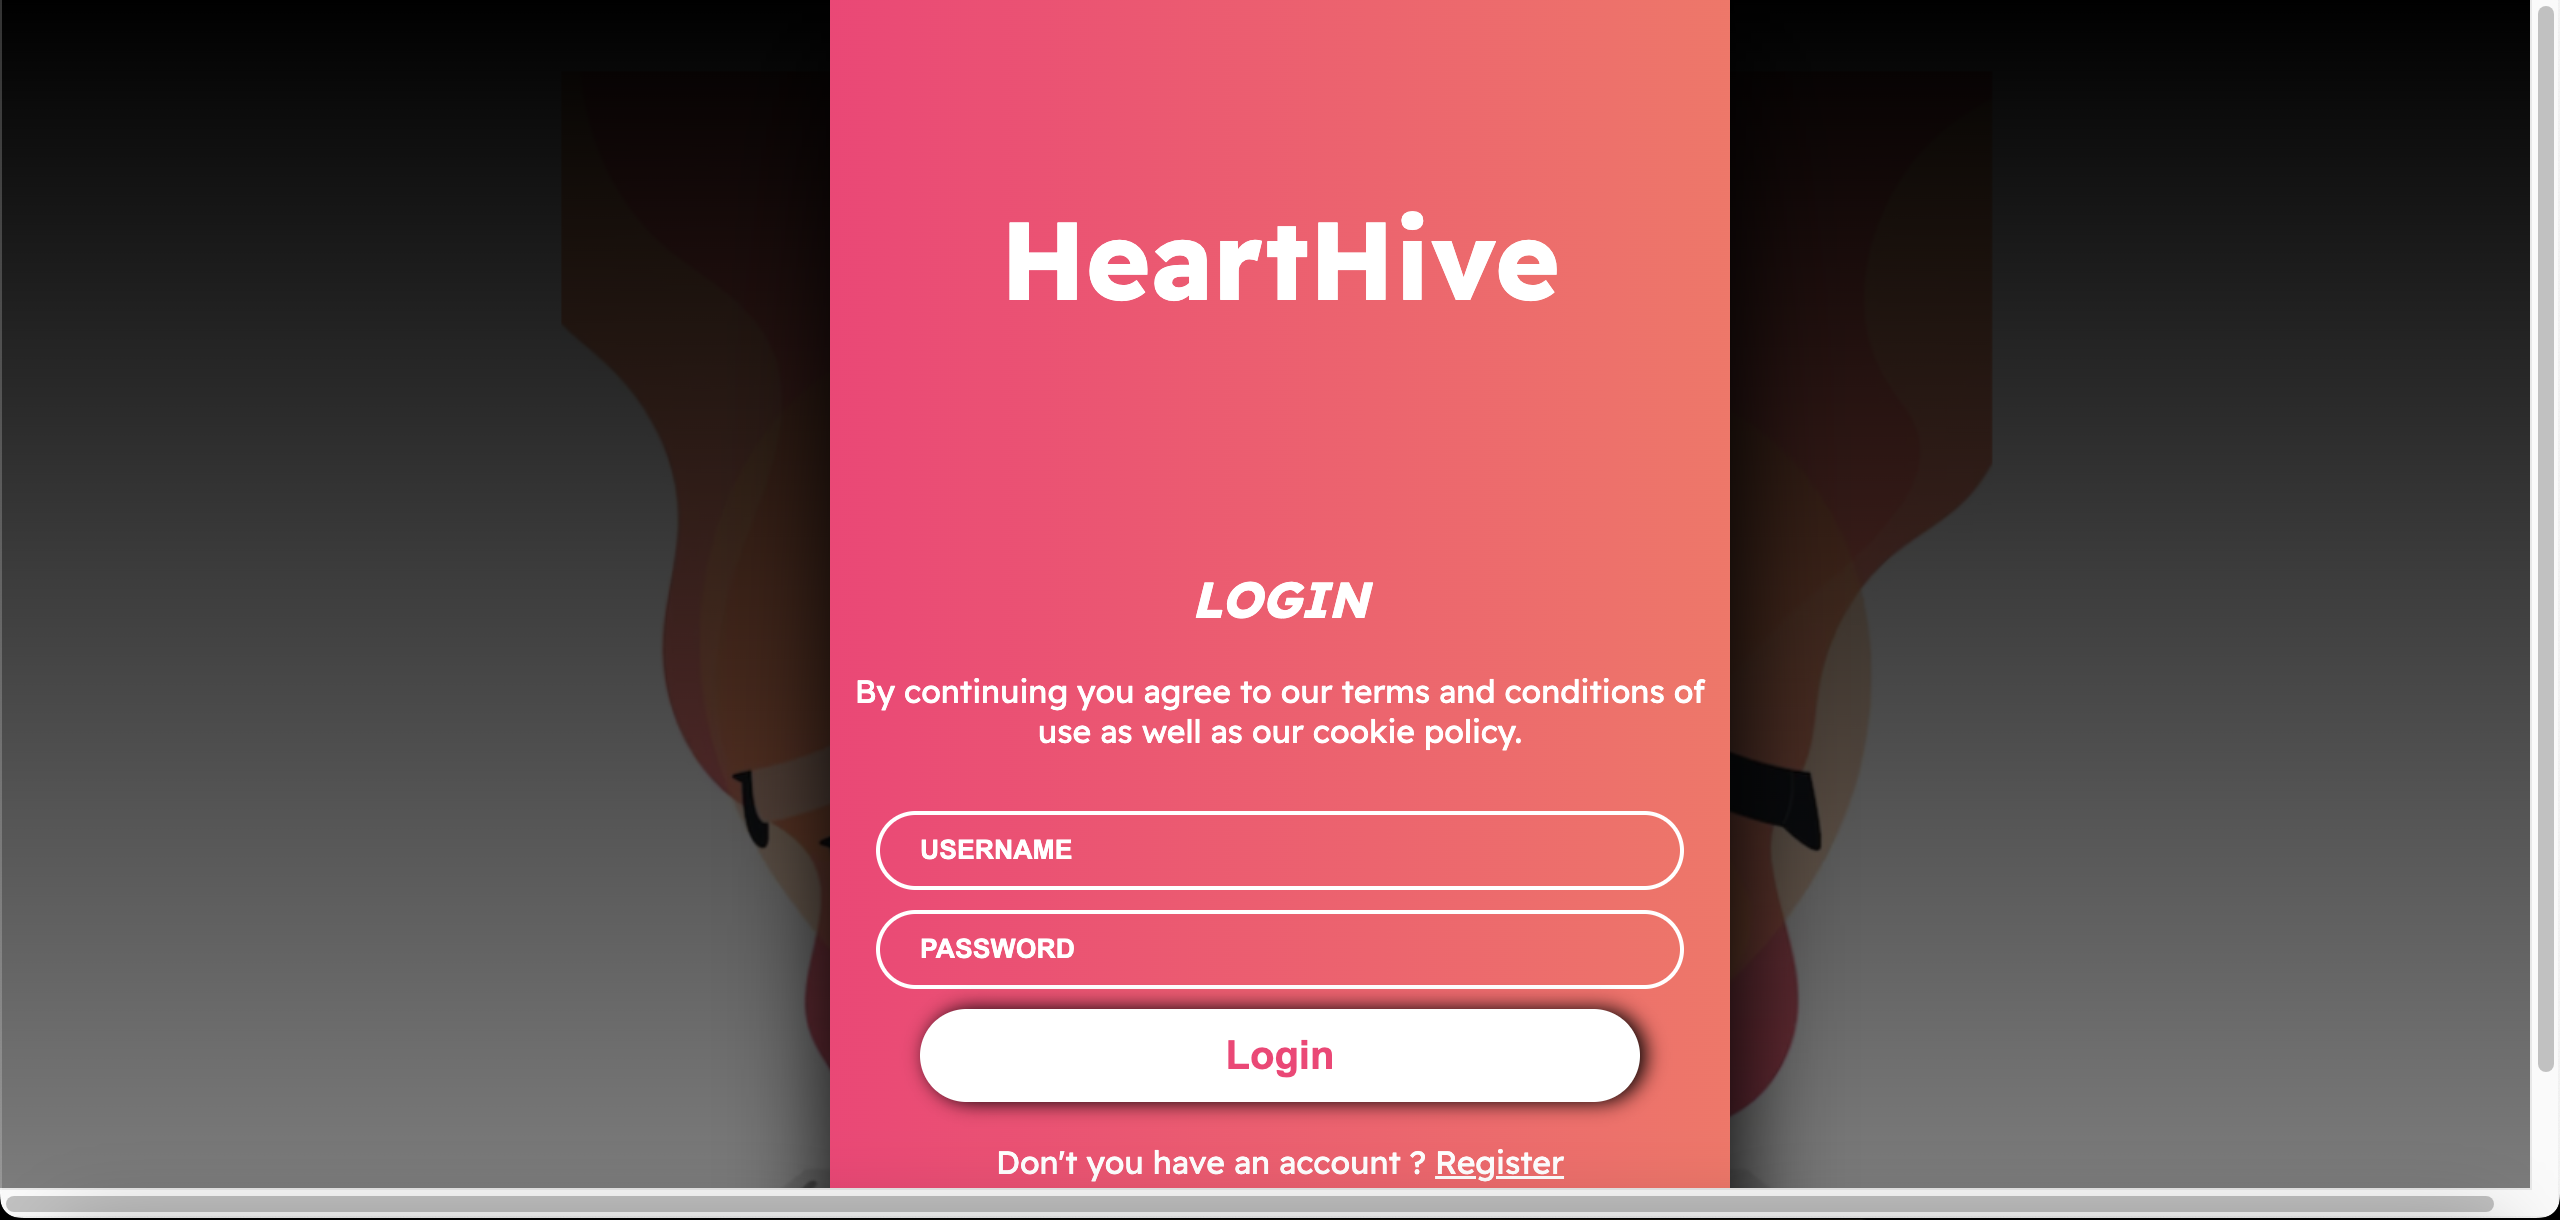 HeartHive
LOGIN
By continuing you agree to our terms and conditions of
use as well as our cookie policy.
USERNAME
PASSWORD
Login
Don't you have an account ? Register